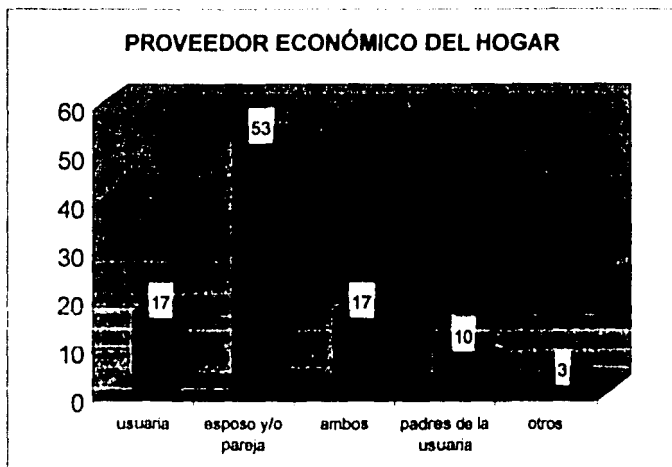 PROVEEDOR ECONÓMICO DEL HOGAR
60
50
40
30
20
10
0
17
53
17
10
3
usuaria
esposo y/o
pareja
ambos
padres de la
usuaria
otros